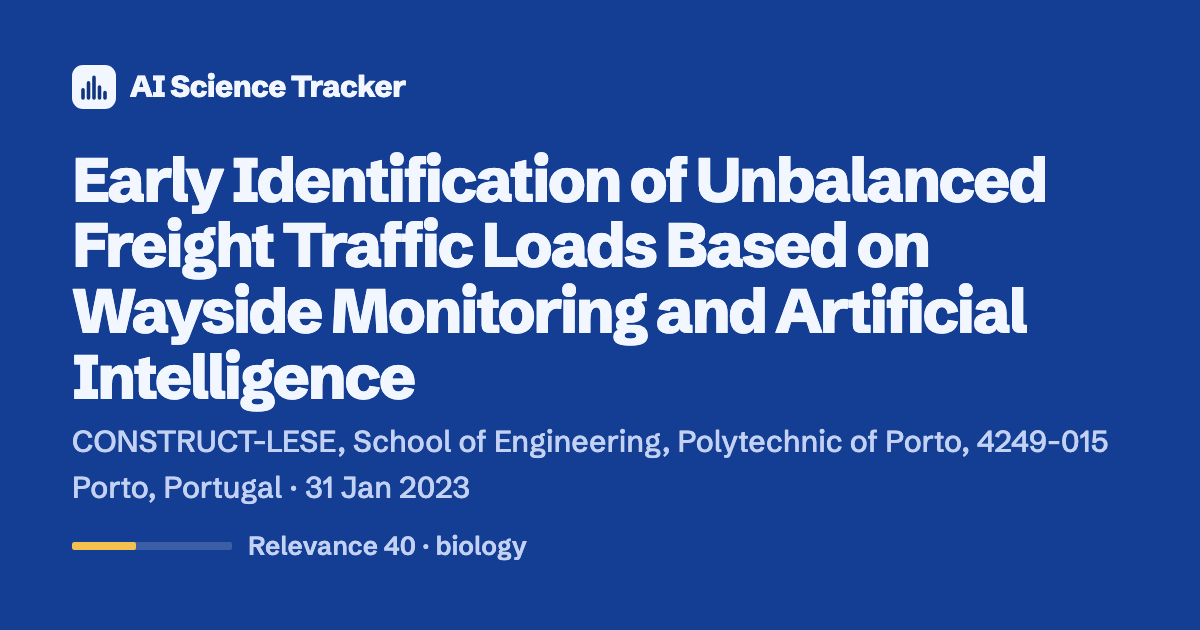 AI Science Tracker
Early Identification of Unbalanced
Freight Traffic Loads Based on
Wayside Monitoring and Artificial
Intelligence
CONSTRUCT-LESE, School of Engineering, Polytechnic of Porto, 4249-015
Porto, Portugal · 31 Jan 2023
Relevance 40 · biology